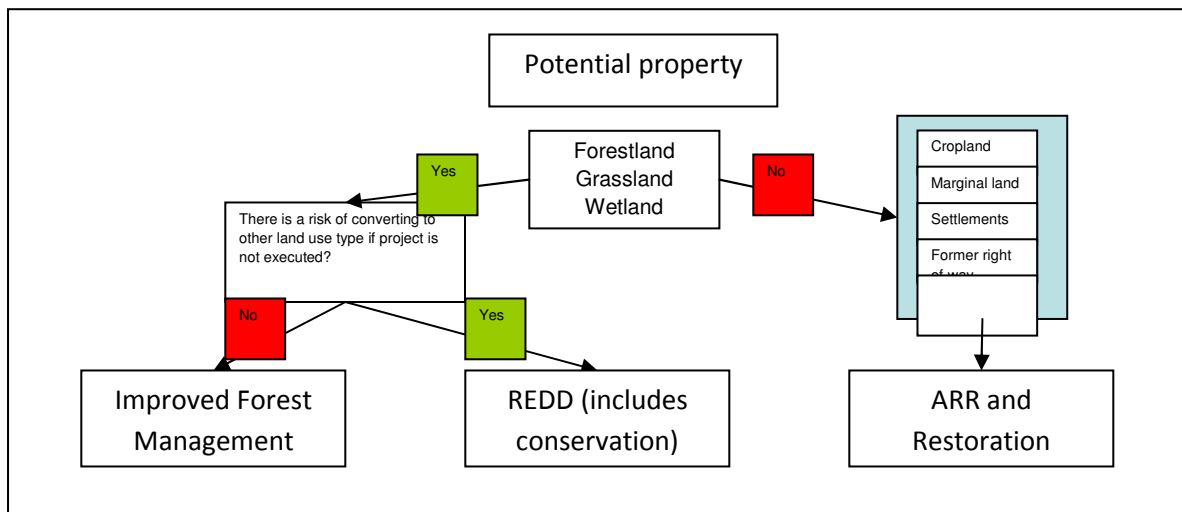 Potential property
Forestland
Grassland
Wetland
Yes
No
There is a risk of converting to
other land use type if project is
not executed?
No
Yes
Cropland
Marginal land
Settlements
Former right
of way
Improved Forest
Management
REDD (includes
conservation)
ARR and
Restoration